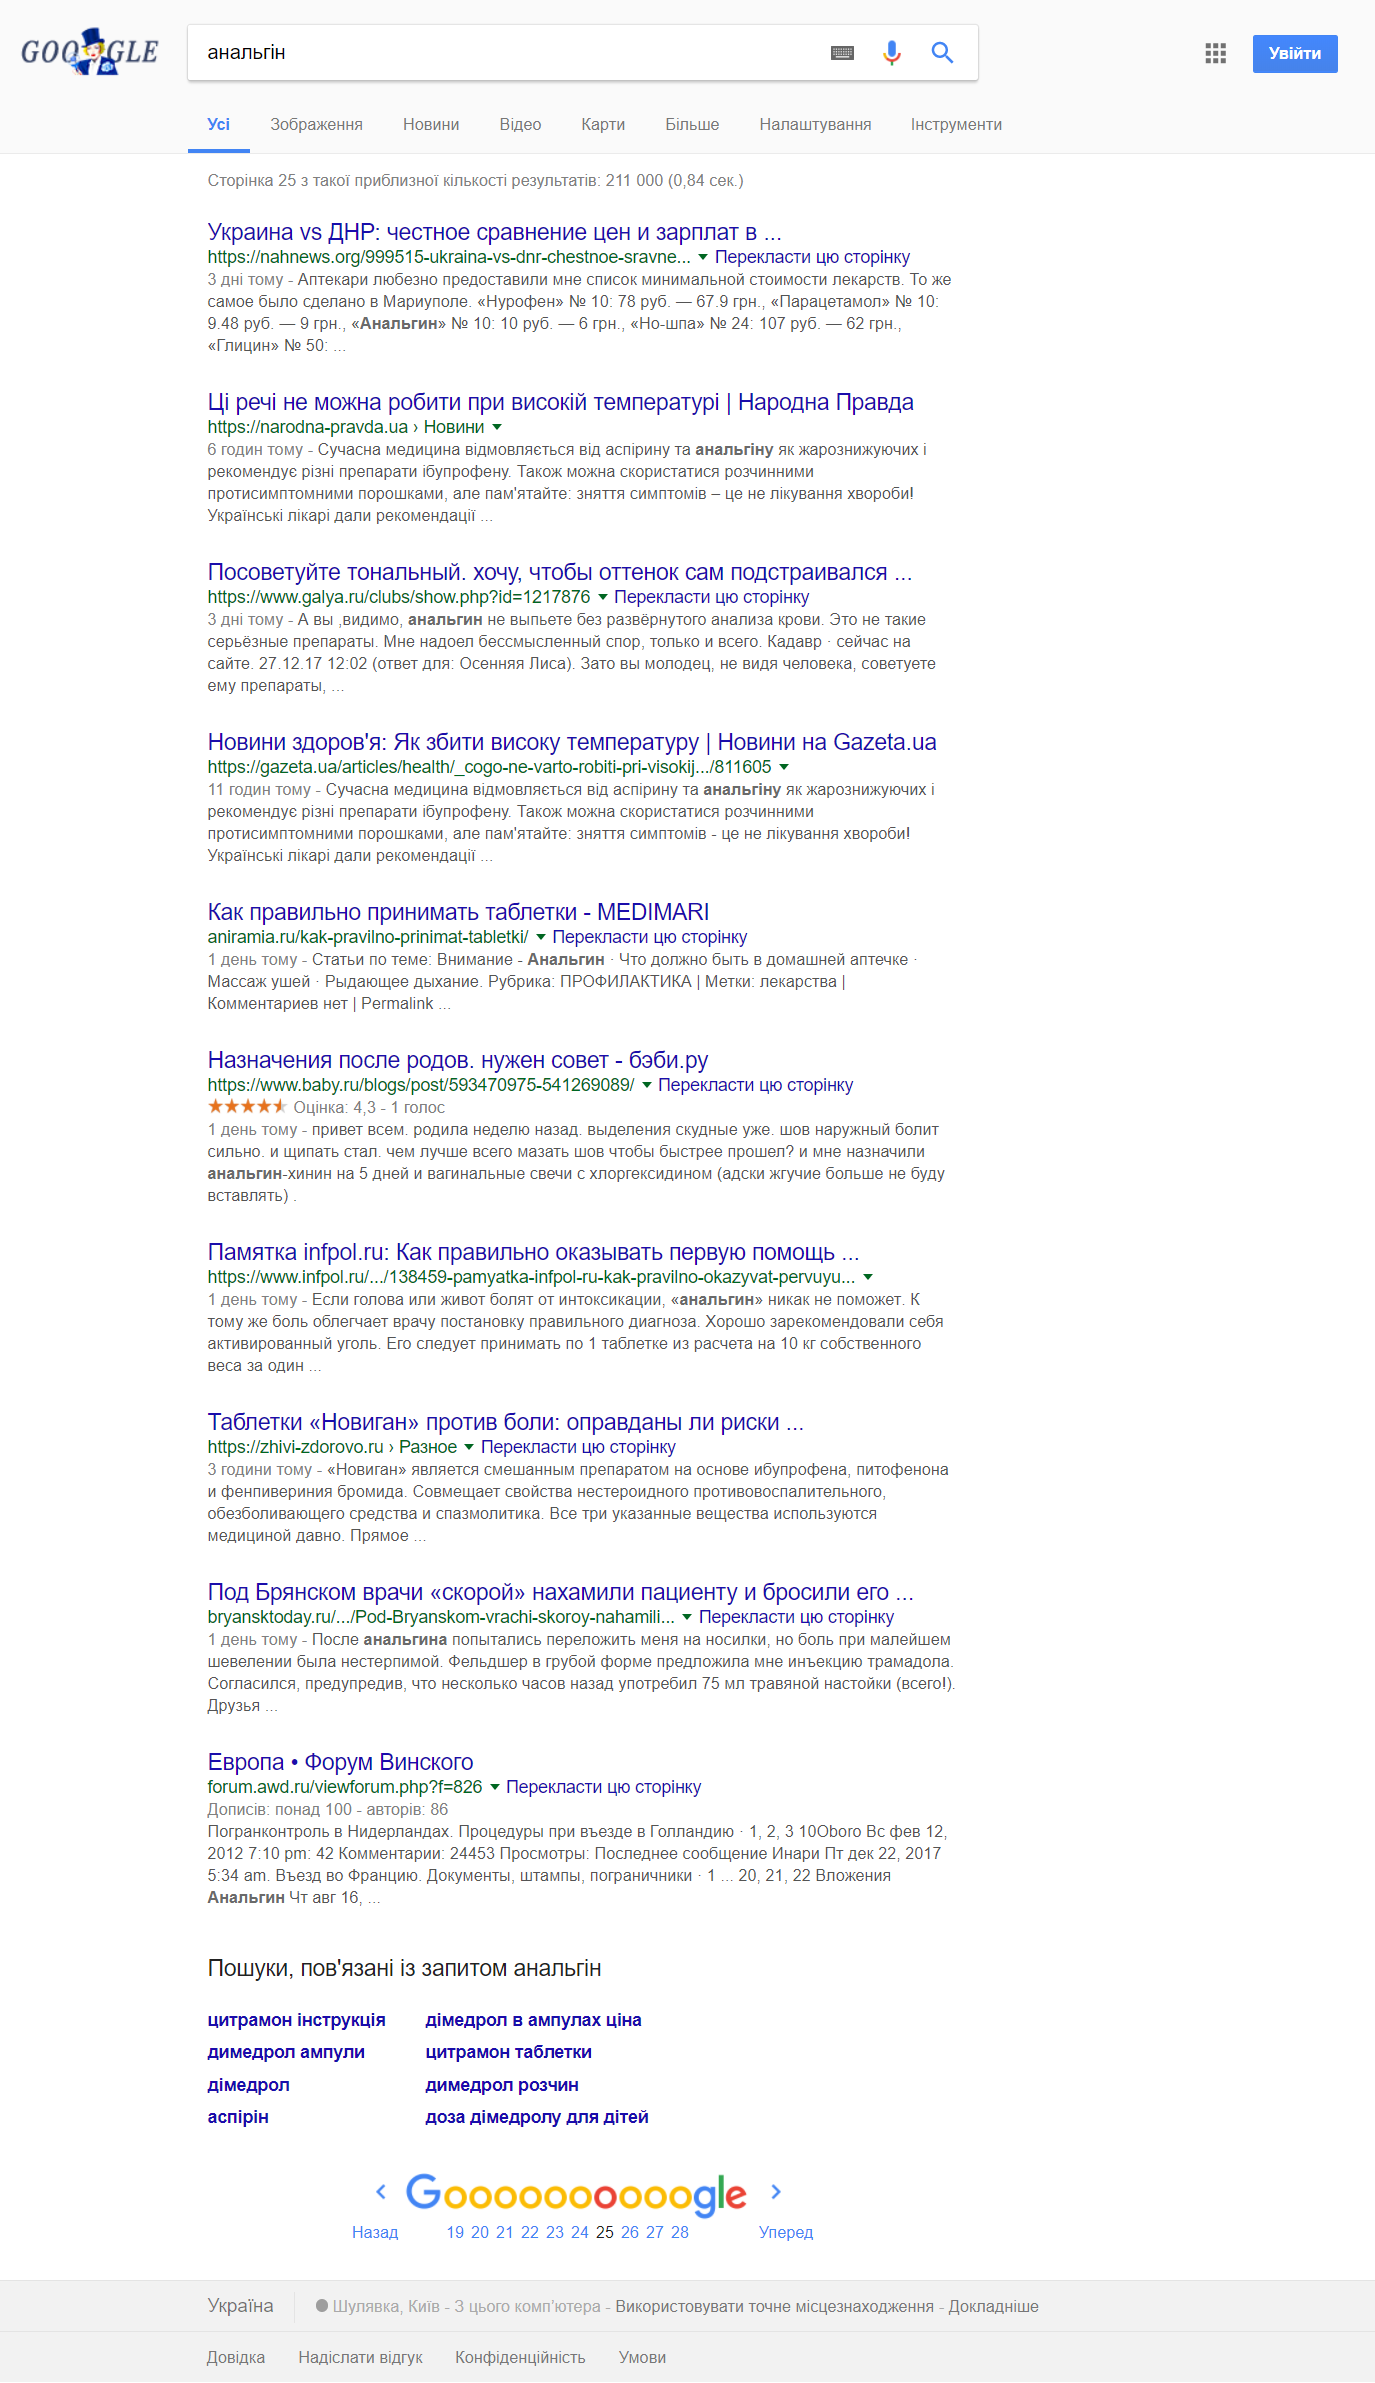 GOOGLE
анальгін
Увійти
Усі Зображення Новини Відео Карти Більше Налаштування Інструменти
Сторінка 25 з такої приблизної кількості результатів: 211 000 (0,84 сек.)
Украина vs ДНР: честное сравнение цен и зарплат в ...
https://nahnews.org/999515-ukraina-vs-dnr-chestnoe-sravne... Перекласти цю сторінку
3 дні тому - Аптекари любезно предоставили мне список минимальной стоимости лекарств. То же
самое было сделано в Мариуполе. «Нурофен» № 10: 78 руб. — 67.9 грн., «Парацетамол» № 10:
9.48 руб. — 9 грн., «Анальгин» № 10: 10 руб. — 6 грн., «Но-шпа» № 24: 107 руб. — 62 грн.,
«Глицин» № 50: ...
Ці речі не можна робити при високій температурі | Народна Правда
https://narodna-pravda.ua › Новини
6 годин тому - Сучасна медицина відмовляється від аспірину та анальгіну як жарознижуючих і
рекомендує різні препарати ібупрофену. Також можна скористатися розчинними
протисимптомними порошками, але пам'ятайте: зняття симптомів – це не лікування хвороби!
Українські лікарі дали рекомендації ...
Посоветуйте тональный. хочу, чтобы оттенок сам подстраивался ...
https://www.galya.ru/clubs/show.php?id=1217876 Перекласти цю сторінку
3 дні тому - А вы ,видимо, анальгин не выпьете без развёрнутого анализа крови. Это не такие
серьёзные препараты. Мне надоел бессмысленный спор, только и всего. Кадавр · сейчас на
сайте. 27.12.17 12:02 (ответ для: Осенняя Лиса). Зато вы молодец, не видя человека, советуете
ему препараты, ...
Новини здоров'я: Як збити високу температуру | Новини на Gazeta.ua
https://gazeta.ua/articles/health/_cogo-ne-varto-robiti-pri-visokij.../811605
11 годин тому - Сучасна медицина відмовляється від аспірину та анальгіну як жарознижуючих і
рекомендує різні препарати ібупрофену. Також можна скористатися розчинними
протисимптомними порошками, але пам'ятайте: зняття симптомів - це не лікування хвороби!
Українські лікарі дали рекомендації ...
Как правильно принимать таблетки - MEDIMARI
aniramia.ru/kak-pravilno-prinimat-tabletki/ Перекласти цю сторінку
1 день тому - Статьи по теме: Внимание - Анальгин · Что должно быть в домашней аптечке ·
Массаж ушей · Рыдающее дыхание. Рубрика: ПРОФИЛАКТИКА | Метки: лекарства |
Комментариев нет | Permalink ...
Назначения после родов. нужен совет - бэби.ру
https://www.baby.ru/blogs/post/593470975-541269089/ Перекласти цю сторінку
Оцінка: 4,3 - 1 голос
1 день тому - привет всем. родила неделю назад. выделения скудные уже. шов наружный болит
сильно. и щипать стал. чем лучше всего мазать шов чтобы быстрее прошел? и мне назначили
анальгин-хинин на 5 дней и вагинальные свечи с хлоргексидином (адски жгучие больше не буду
вставлять) .
Памятка infpol.ru: Как правильно оказывать первую помощь ...
https://www.infpol.ru/.../138459-pamyatka-infpol-ru-kak-pravilno-okazyvat-pervuyu...
1 день тому - Если голова или живот болят от интоксикации, «анальгин» никак не поможет. К
тому же боль облегчает врачу постановку правильного диагноза. Хорошо зарекомендовали себя
активированный уголь. Его следует принимать по 1 таблетке из расчета на 10 кг собственного
веса за один ...
Таблетки «Новиган» против боли: оправданы ли риски ...
https://zhivi-zdorovo.ru › Разное Перекласти цю сторінку
3 години тому - «Новиган» является смешанным препаратом на основе ибупрофена, питофенона
и фенпивериния бромида. Совмещает свойства нестероидного противовоспалительного,
обезболивающего средства и спазмолитика. Все три указанные вещества используются
медициной давно. Прямое ...
Под Брянском врачи «скорой» нахамили пациенту и бросили его ...
bryansktoday.ru/.../Pod-Bryanskom-vrachi-skoroy-nahamili... Перекласти цю сторінку
1 день тому - После анальгина попытались переложить меня на носилки, но боль при малейшем
шевелении была нестерпимой. Фельдшер в грубой форме предложила мне инъекцию трамадола.
Согласился, предупредив, что несколько часов назад употребил 75 мл травяной настойки (всего!).
Друзья ...
Европа • Форум Винского
forum.awd.ru/viewforum.php?f=826 Перекласти цю сторінку
Дописів: понад 100 - авторів: 86
Погранконтроль в Нидерландах. Процедуры при въезде в Голландию · 1, 2, 3 10Oboro Вс фев 12,
2012 7:10 pm: 42 Комментарии: 24453 Просмотры: Последнее сообщение Инари Пт дек 22, 2017
5:34 am. Въезд во Францию. Документы, штампы, пограничники · 1 ... 20, 21, 22 Вложения
Анальгин Чт авг 16, ...
Пошуки, пов'язані із запитом анальгін
цитрамон інструкція дімедрол в ампулах ціна
димедрол ампули цитрамон таблетки
дімедрол димедрол розчин
аспірін доза дімедролу для дітей
Goooooooooogle
Назад 19 20 21 22 23 24 25 26 27 28 Уперед
Україна Шулявка, Київ - З цього комп'ютера - Використовувати точне місцезнаходження - Докладніше
Довідка Надіслати відгук Конфіденційність Умови